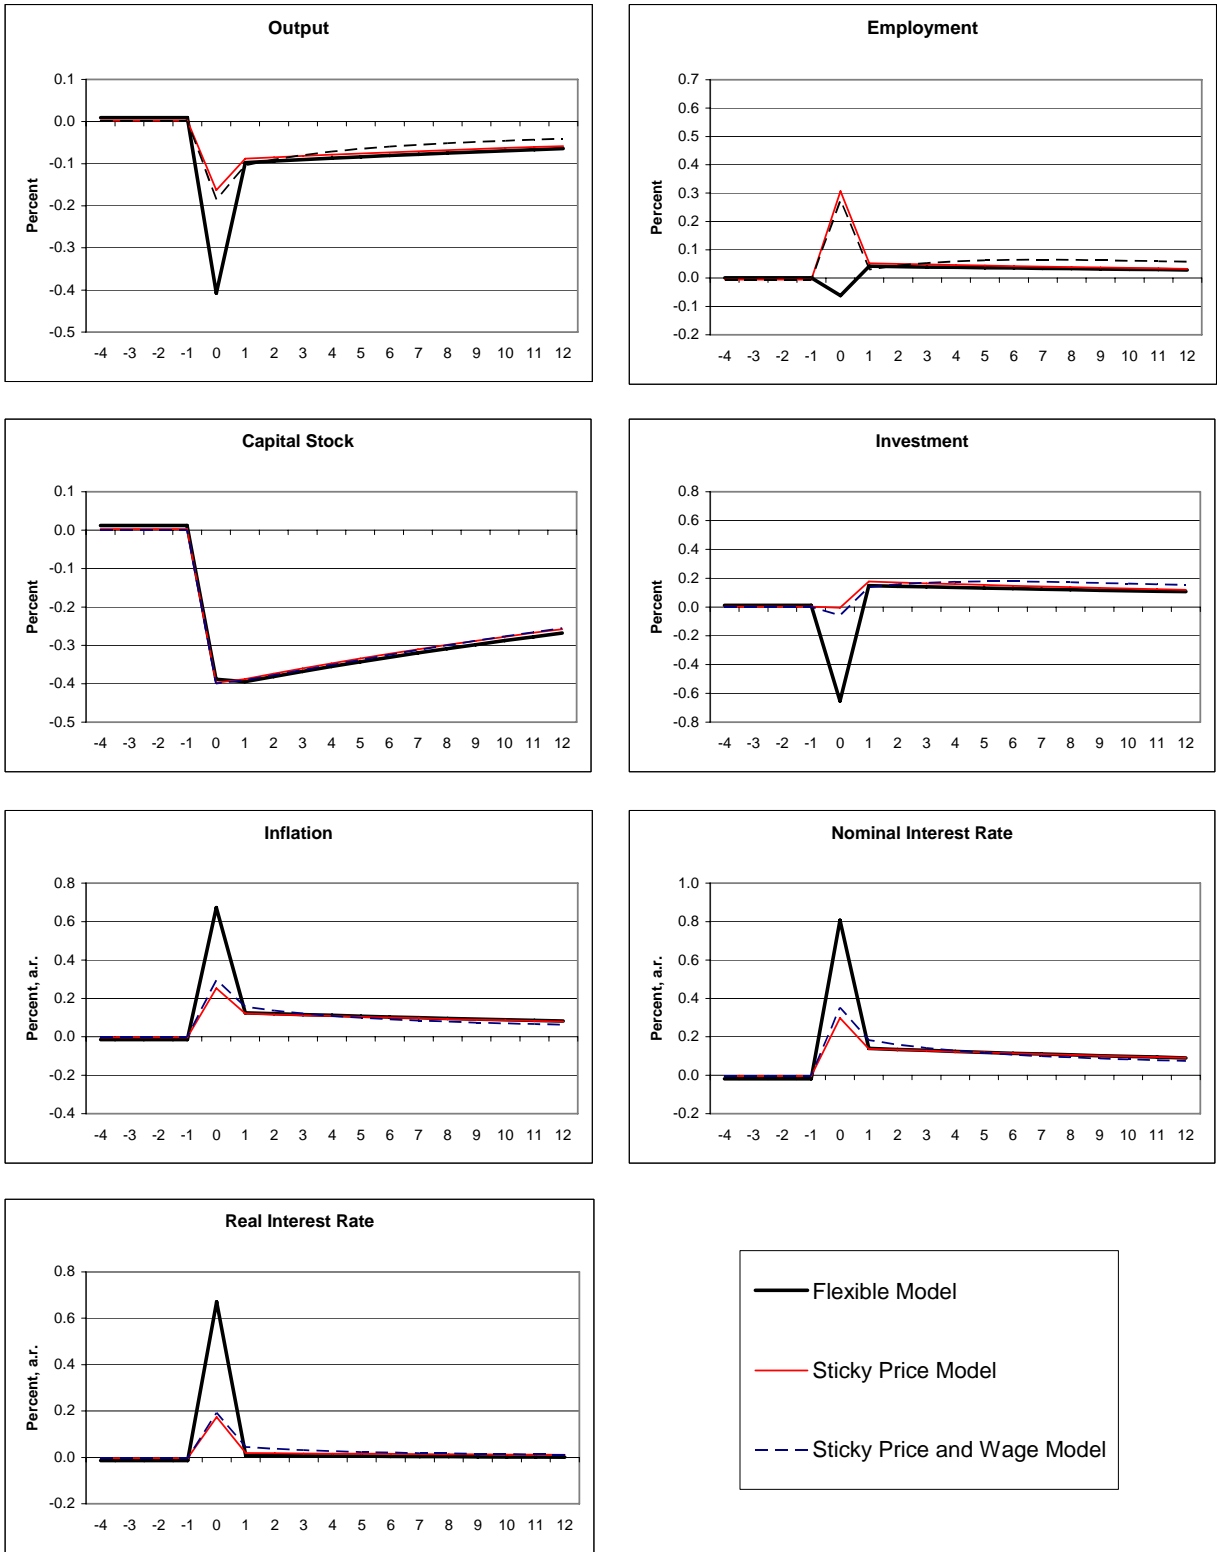 Output
Percent
0.1
0.0
-0.1
-0.2
-0.3
-0.4
-0.5
-4 -3 -2 -1 0 1 2 3 4 5 6 7 8 9 10 11 12
Employment
Percent
0.7
0.6
0.5
0.4
0.3
0.2
0.1
0.0
-0.1
-0.2
-4 -3 -2 -1 0 1 2 3 4 5 6 7 8 9 10 11 12
Capital Stock
Percent
0.1
0.0
-0.1
-0.2
-0.3
-0.4
-0.5
-4 -3 -2 -1 0 1 2 3 4 5 6 7 8 9 10 11 12
Investment
Percent
0.8
0.6
0.4
0.2
0.0
-0.2
-0.4
-0.6
-0.8
-4 -3 -2 -1 0 1 2 3 4 5 6 7 8 9 10 11 12
Inflation
Percent, a.r.
0.8
0.6
0.4
0.2
0.0
-0.2
-0.4
-4 -3 -2 -1 0 1 2 3 4 5 6 7 8 9 10 11 12
Nominal Interest Rate
Percent, a.r.
1.0
0.8
0.6
0.4
0.2
0.0
-0.2
-4 -3 -2 -1 0 1 2 3 4 5 6 7 8 9 10 11 12
Real Interest Rate
Percent, a.r.
0.8
0.6
0.4
0.2
0.0
-0.2
-4 -3 -2 -1 0 1 2 3 4 5 6 7 8 9 10 11 12
Flexible Model
Sticky Price Model
Sticky Price and Wage Model